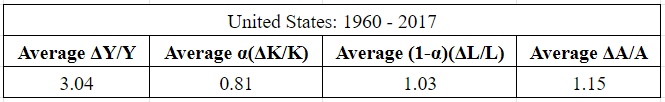 United States: 1960 - 2017
Average ΔY/Y Average α(ΔK/K) Average (1-α)(ΔL/L) Average ΔA/A
3.04 0.81 1.03 1.15